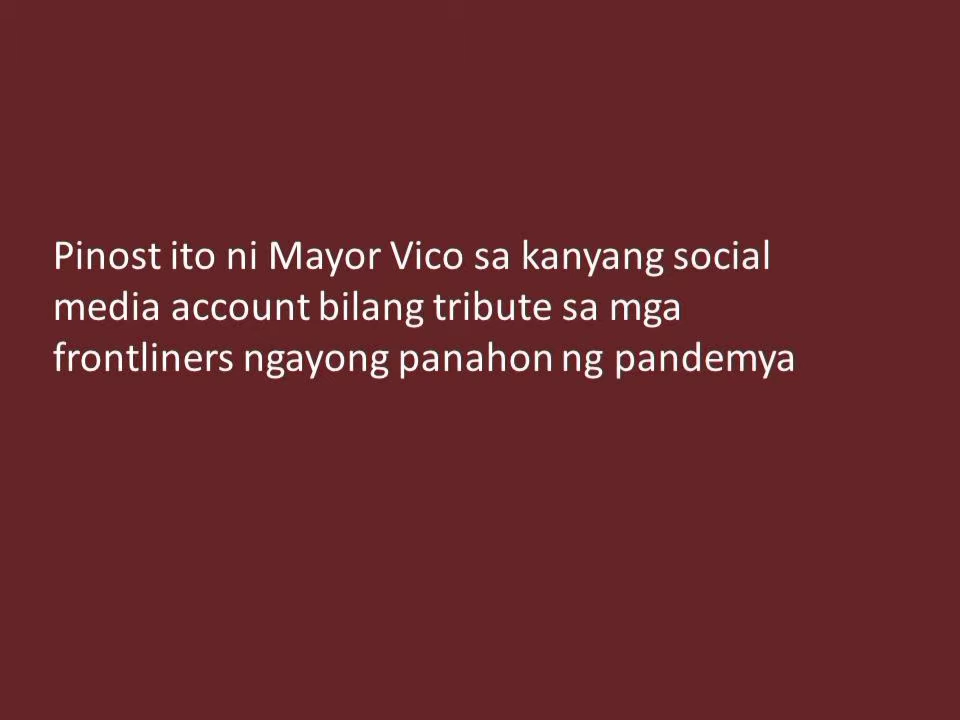 Pinost ito ni Mayor Vico sa kanyang social
media account bilang tribute sa mga
frontliners ngayong panahon ng pandemya